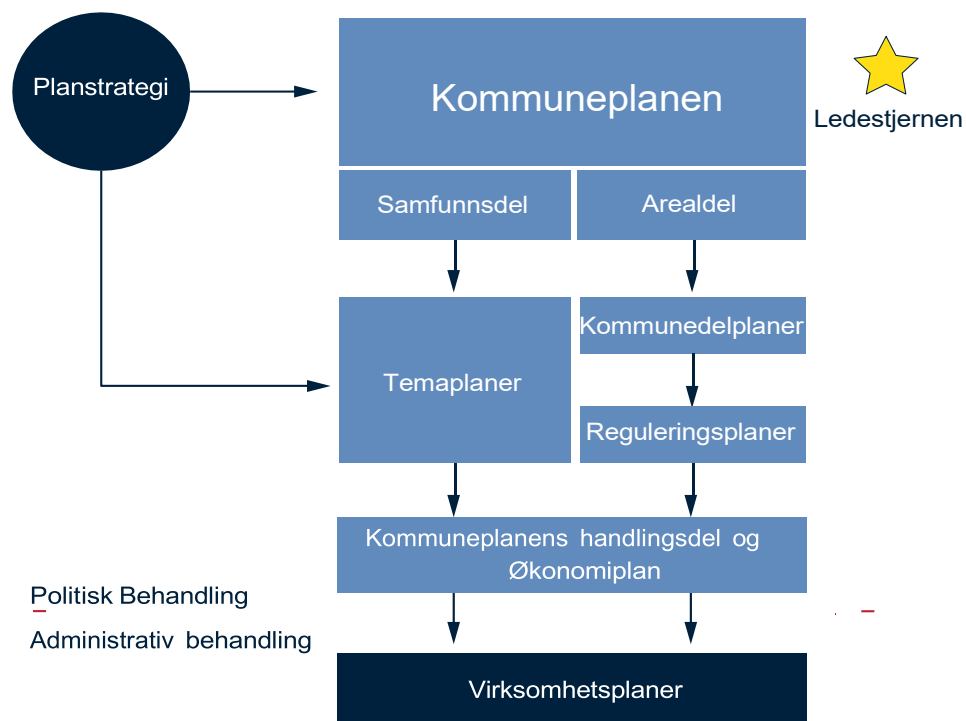 Planstrategi
Kommuneplanen
Ledestjernen
Samfunnsdel
Arealdel
Temaplaner
Kommunedelplaner
Reguleringsplaner
Kommuneplanens handlingsdel og
Økonomiplan
Politisk Behandling
Administrativ behandling
Virksomhetsplaner